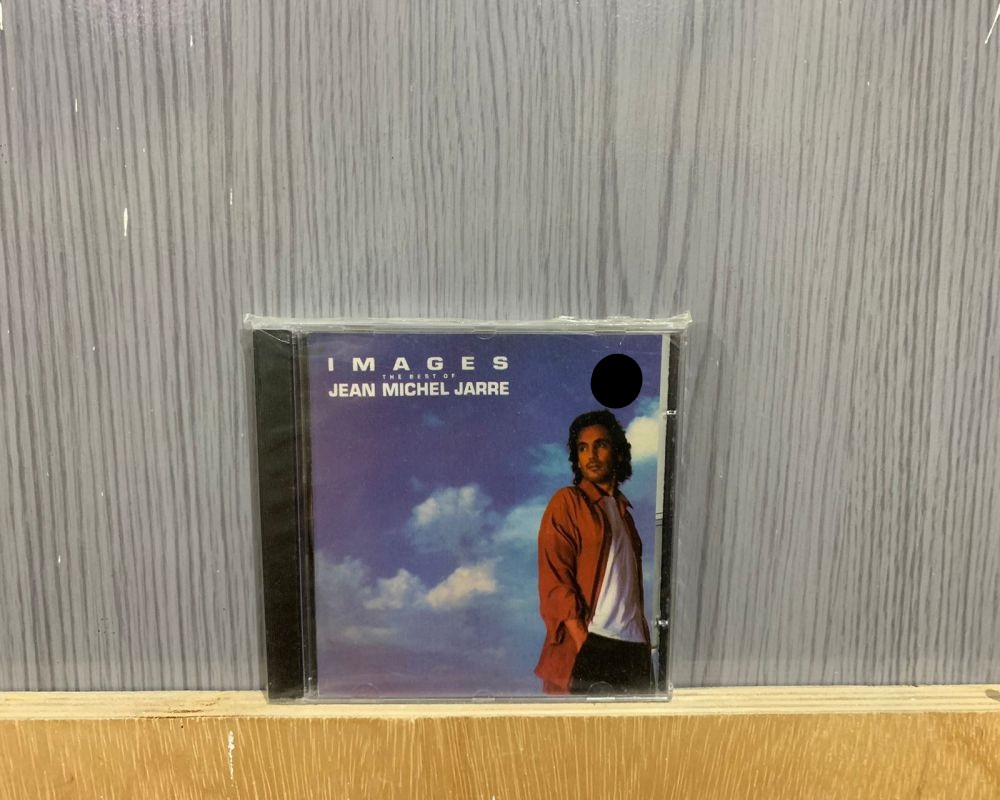 IMAGES
THE BEST OF
JEAN MICHEL JARRE